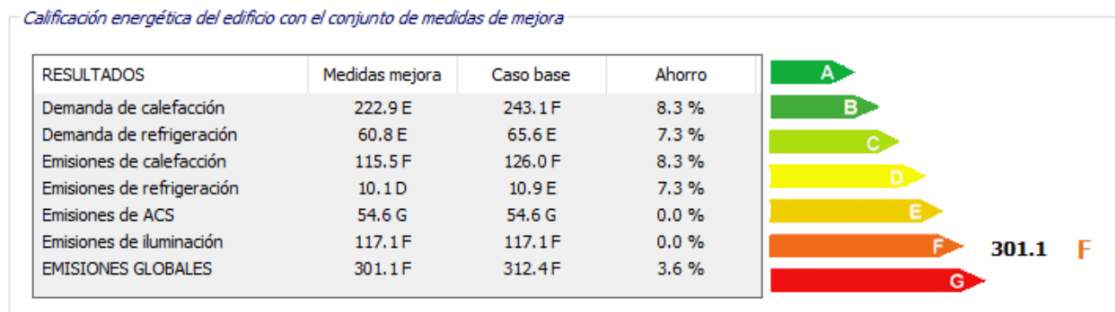 Calificación energética del edificio con el conjunto de medidas de mejora
RESULTADOS Medidas mejora Caso base Ahorro
Demanda de calefacción 222.9 E 243.1 F 8.3 %
Demanda de refrigeración 60.8 E 65.6 E 7.3 %
Emisiones de calefacción 115.5 F 126.0 F 8.3 %
Emisiones de refrigeración 10.1 D 10.9 E 7.3 %
Emisiones de ACS 54.6 G 54.6 G 0.0 %
Emisiones de iluminación 117.1 F 117.1 F 0.0 %
EMISIONES GLOBALES 301.1 F 312.4 F 3.6 %
A
B
C
D
E
F 301.1 F
G